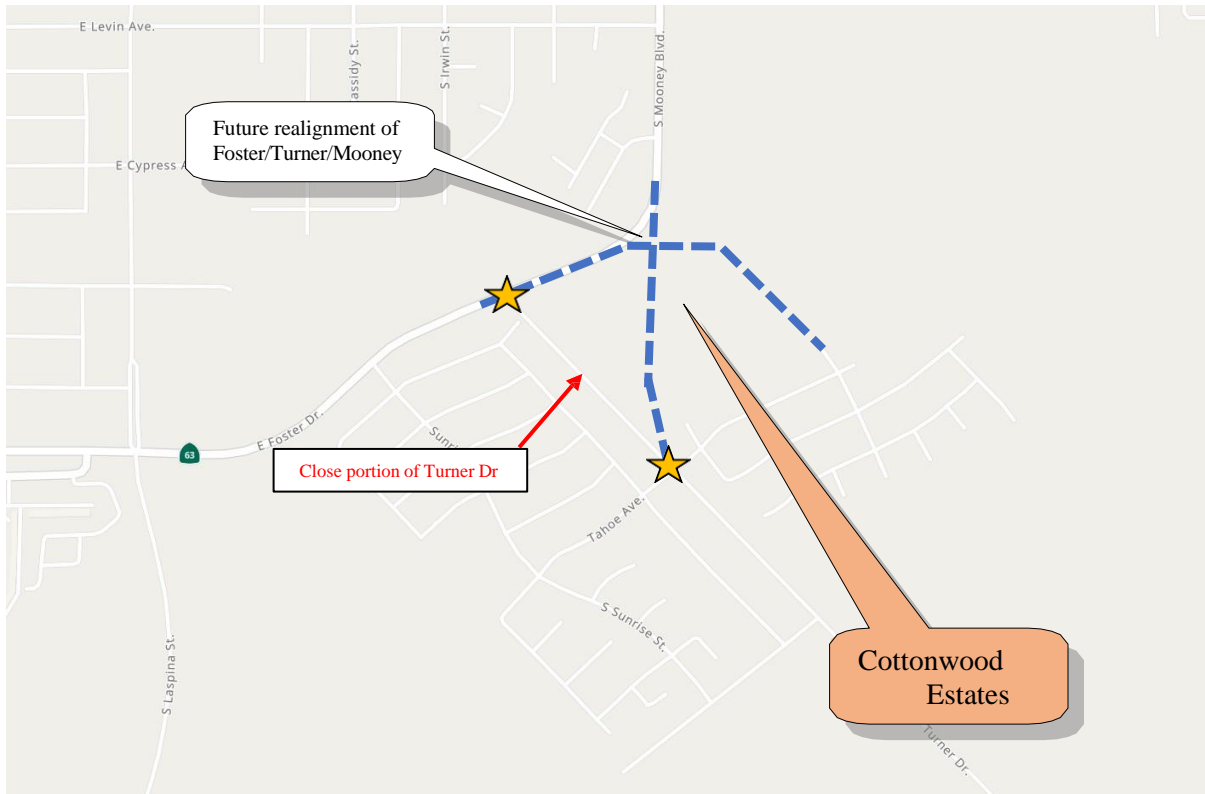 E Levin Ave.
assidy St.
S Irwin St.
S Mooney Blvd.
Future realignment of
Foster/Turner/Mooney
E Cypress A
E Foster Dr.
63
Sunris
Close portion of Turner Dr
Tahoe Ave.
S Sunrise St.
S Laspina St.
Cottonwood
Estates
Turner Dr.